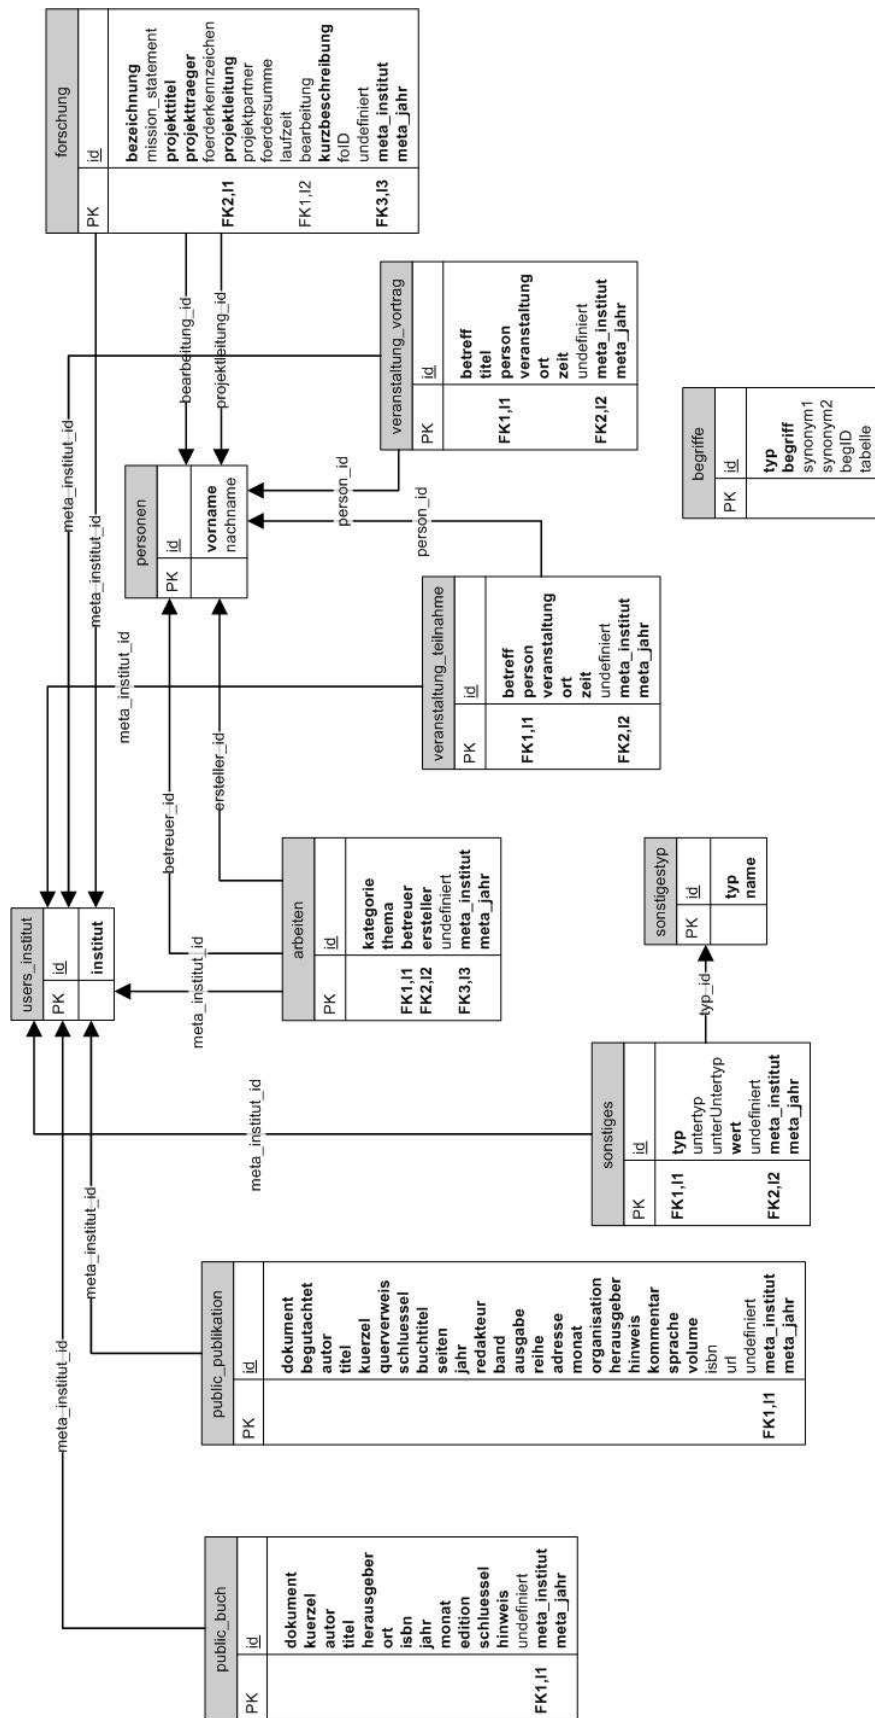 forschung
PK id
bezeichnung
mission_statement
projekttitel
projekttraeger
foerderkennzeichen
FK2,I1 projektleitung
projektpartner
foerdersumme
laufzeit
FK1,I2 bearbeitung
kurzbeschreibung
foID
undefiniert
FK3,I3 meta_institut
meta_jahr
bearbeitung_id
projektleitung_id
meta_institut_id
meta_institut_id
veranstaltung_vortrag
PK id
betreff
titel
FK1,I1 person
veranstaltung
ort
zeit
undefiniert
FK2,I2 meta_institut
meta_jahr
begriffe
PK id
typ
begriff
synonym1
synonym2
begID
tabelle
personen
PK id
vorname
nachname
person_id
person_id
meta_institut_id
veranstaltung_teilnahme
PK id
betreff
FK1,I1 person
veranstaltung
ort
zeit
undefiniert
FK2,I2 meta_institut
meta_jahr
betreuer_id
ersteller_id
users_institut
PK id
institut
meta_institut_id
arbeiten
PK id
kategorie
thema
FK1,I1 betreuer
FK2,I2 ersteller
undefiniert
FK3,I3 meta_institut
meta_jahr
sonstigestyp
PK id
typ
name
typ_id
meta_institut_id
sonstiges
PK id
FK1,I1 typ
untertyp
unterUntertyp
wert
undefiniert
FK2,I2 meta_institut
meta_jahr
meta_institut_id
public_publikation
PK id
dokument
begutachtet
autor
titel
kuerzel
querverweis
schluessel
buchtitel
seiten
jahr
redakteur
band
ausgabe
reihe
adresse
monat
organisation
herausgeber
hinweis
kommentar
sprache
volume
isbn
url
undefiniert
FK1,I1 meta_institut
meta_jahr
meta_institut_id
public_buch
PK id
dokument
kuerzel
autor
titel
herausgeber
ort
isbn
jahr
monat
edition
schluessel
hinweis
undefiniert
FK1,I1 meta_institut
meta_jahr